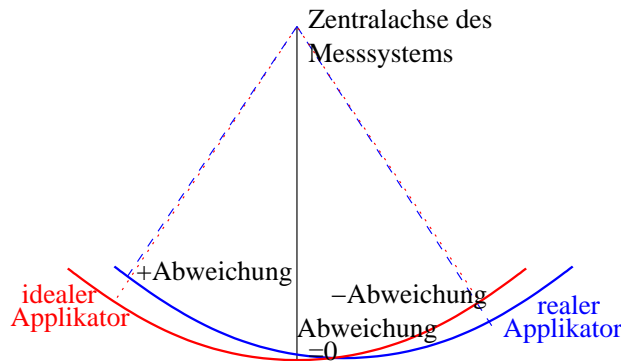 Zentralachse des
Messsystems
+Abweichung
idealer
Applikator
−Abweichung
realer
Applikator
Abweichung
=0